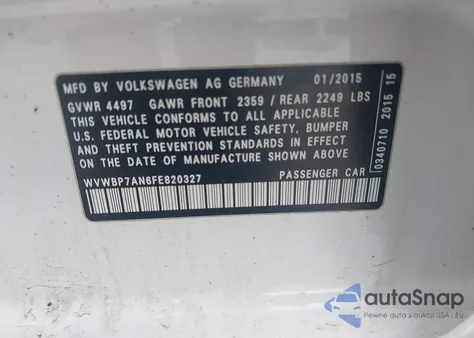 MFD BY VOLKSWAGEN AG GERMANY 01/2015
GVWR 4497 GAWR FRONT 2359 / REAR 2249 LBS
THIS VEHICLE CONFORMS TO ALL APPLICABLE
U.S. FEDERAL MOTOR VEHICLE SAFETY, BUMPER
AND THEFT PREVENTION STANDARDS IN EFFECT
ON THE DATE OF MANUFACTURE SHOWN ABOVE.
WVWBP7AN6FE820327 PASSENGER CAR
0340710 2015 15
autoSnap
Pewne auta s aukcji USA i EU